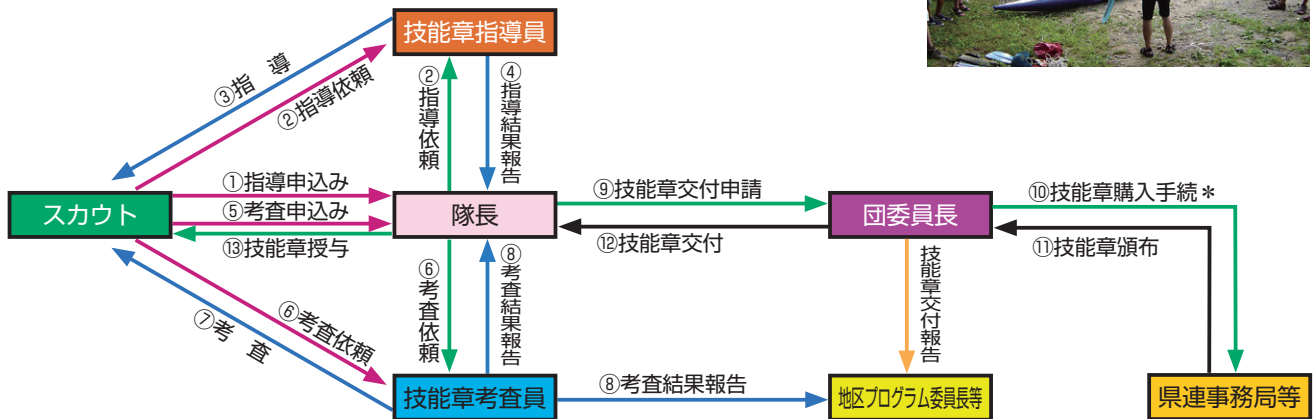 技能章指導員
③指導
②指導依頼
②指導依頼
④指導結果報告
①指導申込み
スカウト
⑤考査申込み
隊長
⑬技能章授与
⑨技能章交付申請
団委員長
⑫技能章交付
⑩技能章購入手続*
⑪技能章頒布
⑥考査依頼
⑦考査
⑥考査依頼
⑧考査結果報告
技能章交付報告
技能章考査員
⑧考査結果報告
地区プログラム委員長等
県連事務局等